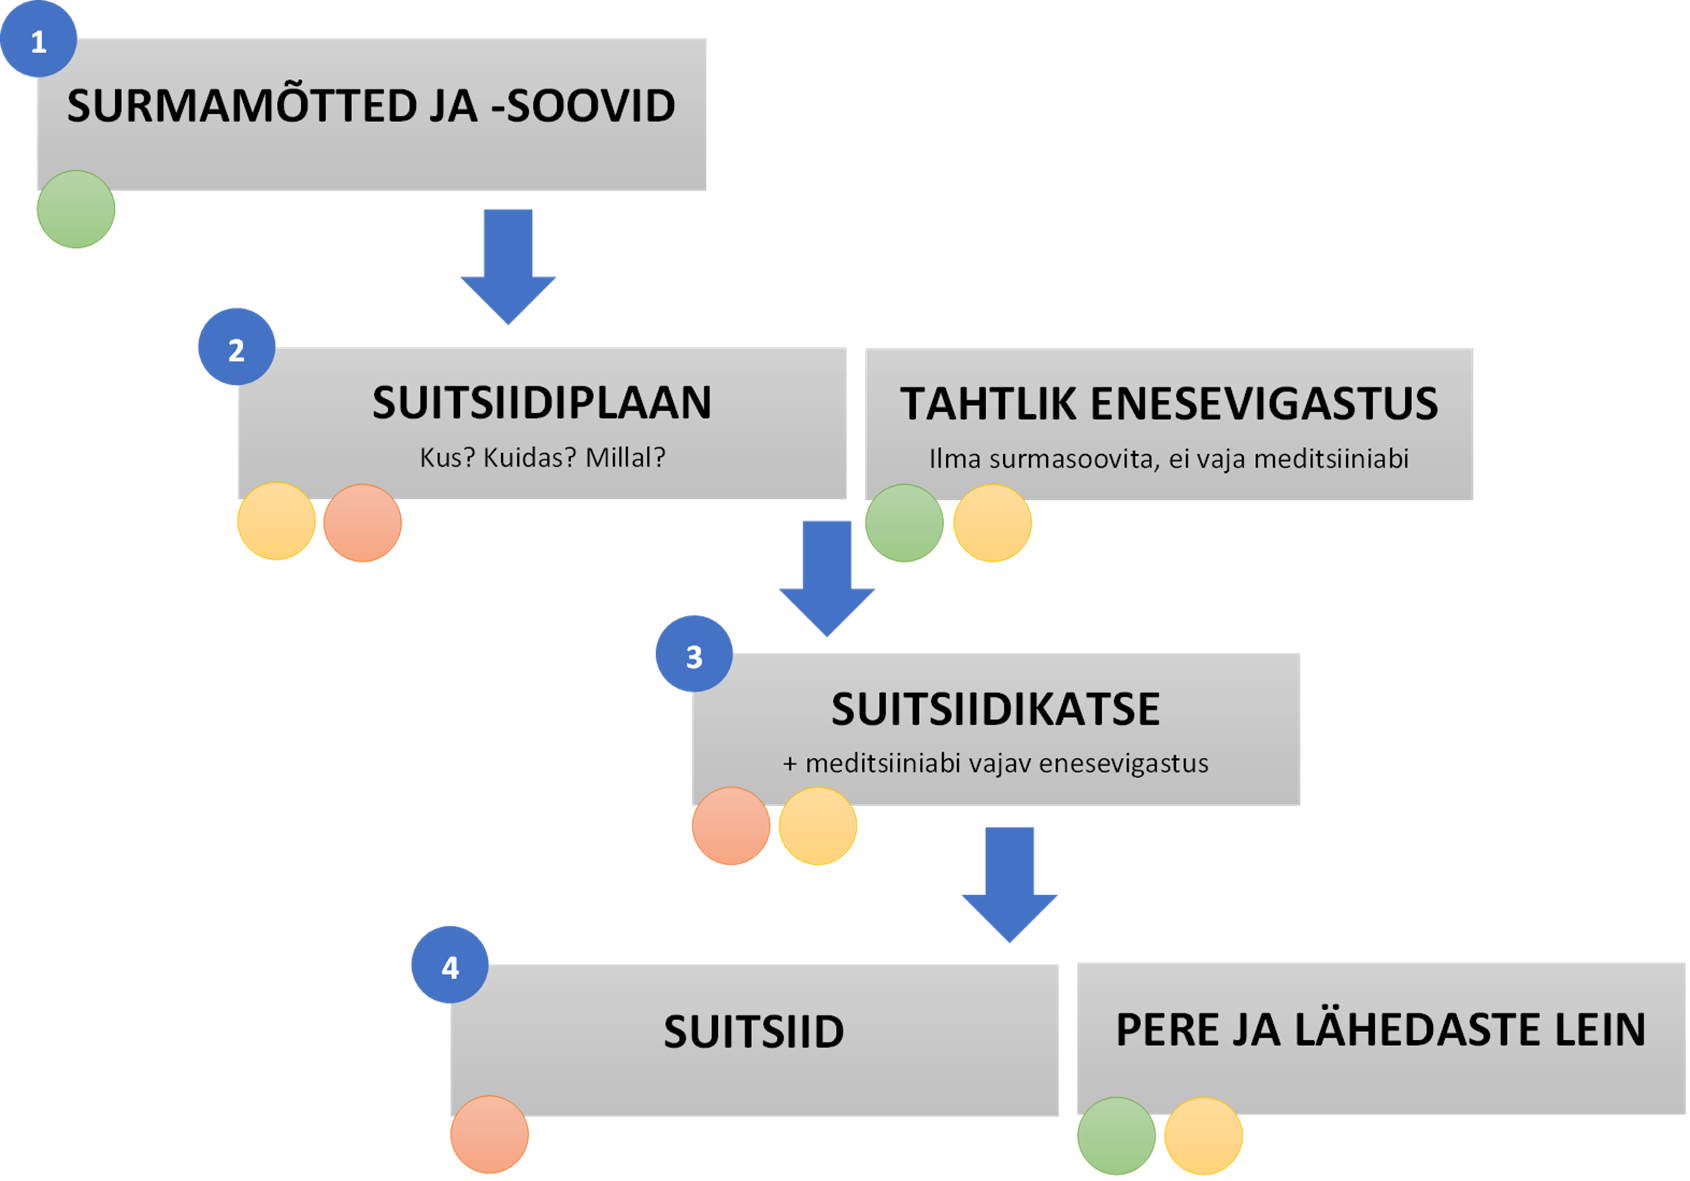 1
SURMAMÕTTED JA -SOOVID
2
SUITSIIDIPLAAN
Kus? Kuidas? Millal?
TAHTLIK ENESEVIGASTUS
Ilma surmasoovita, ei vaja meditsiiniabi
3
SUITSIIDIKATSE
+ meditsiiniabi vajav enesevigastus
4
SUITSIID
PERE JA LÄHEDASTE LEIN